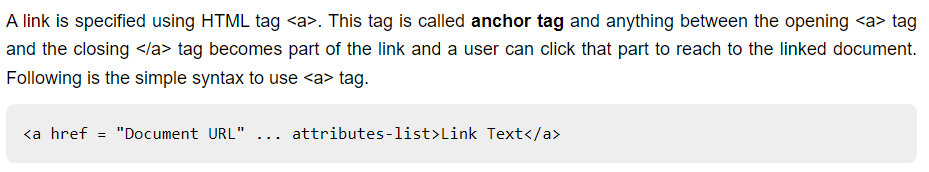 A link is specified using HTML tag <a>. This tag is called anchor tag and anything between the opening <a> tag
and the closing </a> tag becomes part of the link and a user can click that part to reach to the linked document.
Following is the simple syntax to use <a> tag.
<a href = "Document URL" ... attributes-list>Link Text</a>